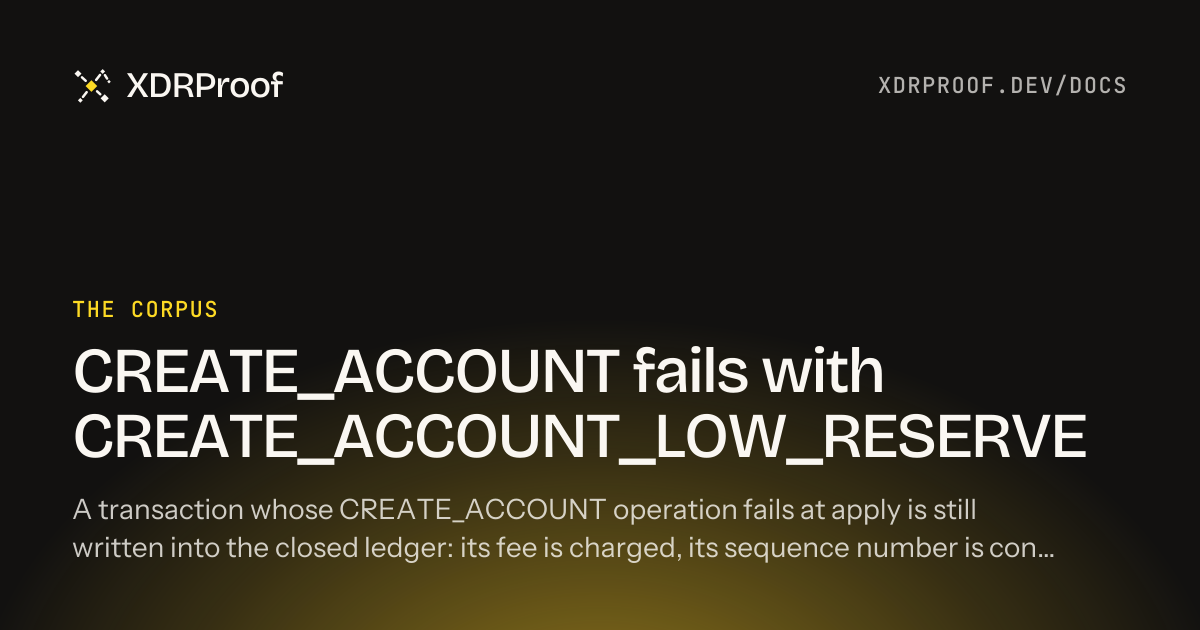 XDRProof
XDRPROOF.DEV/DOCS
THE CORPUS
CREATE_ACCOUNT fails with
CREATE_ACCOUNT_LOW_RESERVE
A transaction whose CREATE_ACCOUNT operation fails at apply is still
written into the closed ledger: its fee is charged, its sequence number is con…